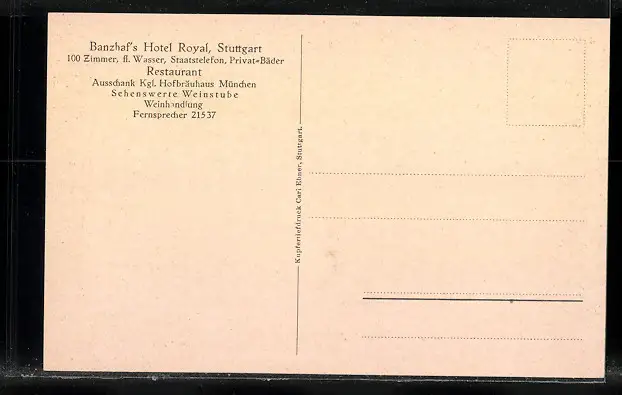 Banzhaf's Hotel Royal, Stuttgart
100 Zimmer, fl. Wasser, Staatstelefon, Privat=Bäder
Restaurant
Ausschank Kgl. Hofbräuhaus München
Sehenswerte Weinstube
Weinhandlung
Fernsprecher 21537
Kupfertiefdruck Carl Ebner, Stuttgart.